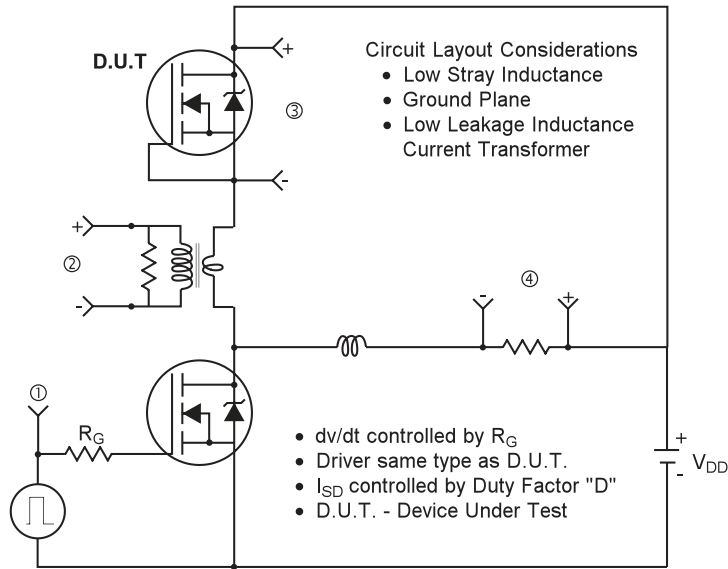 D.U.T
+
Circuit Layout Considerations
• Low Stray Inductance
• Ground Plane
• Low Leakage Inductance
Current Transformer
③
-
+
②
-
④
-
+
①
R_G
• dv/dt controlled by R_G
• Driver same type as D.U.T.
• I_SD controlled by Duty Factor "D"
• D.U.T. - Device Under Test
+
V_DD
-